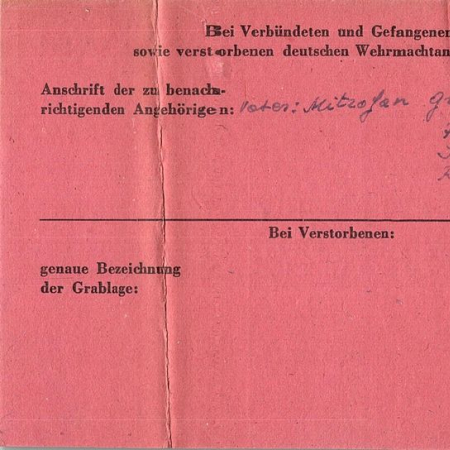 Bei Verbündeten und Gefangenen
sowie verstorbenen deutschen Wehrmachtan
Anschrift der zu benach-
richtigenden Angehörigen: Vater: Mitrofan
Bei Verstorbenen:
genaue Bezeichnung
der Grablage: